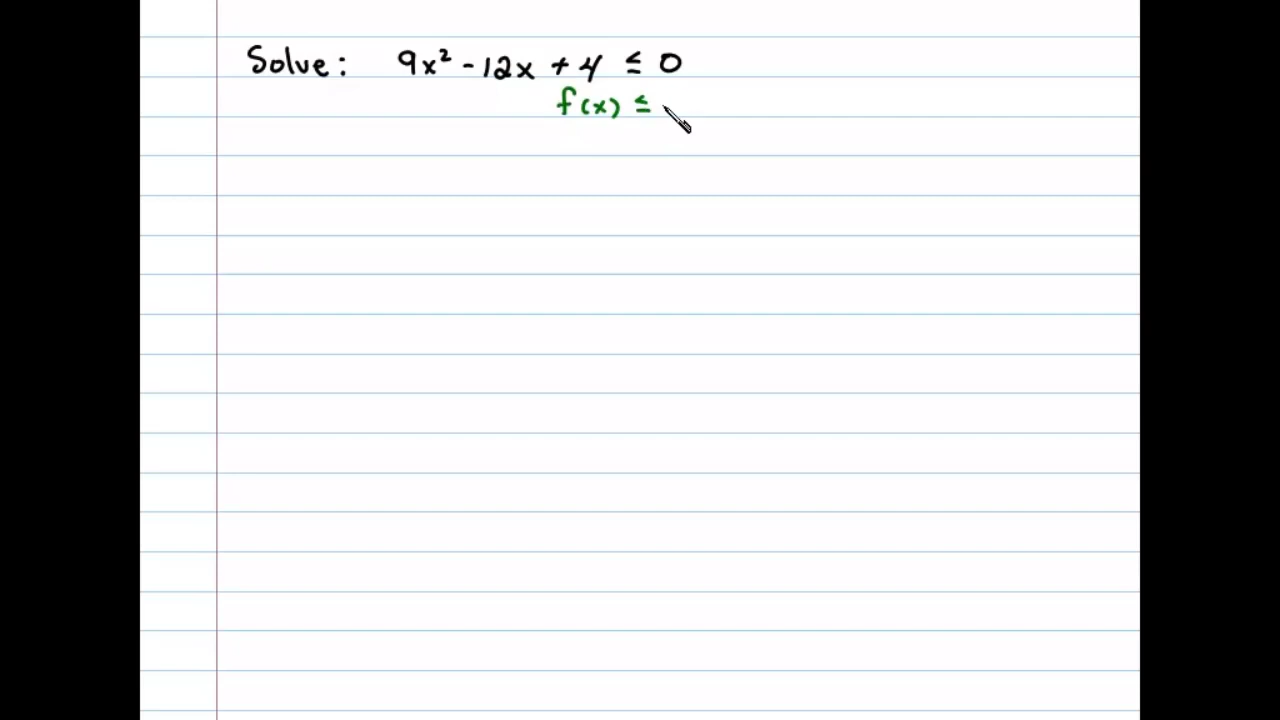 Solve: 9x² - 12x + 4 ≤ 0
f(x) ≤